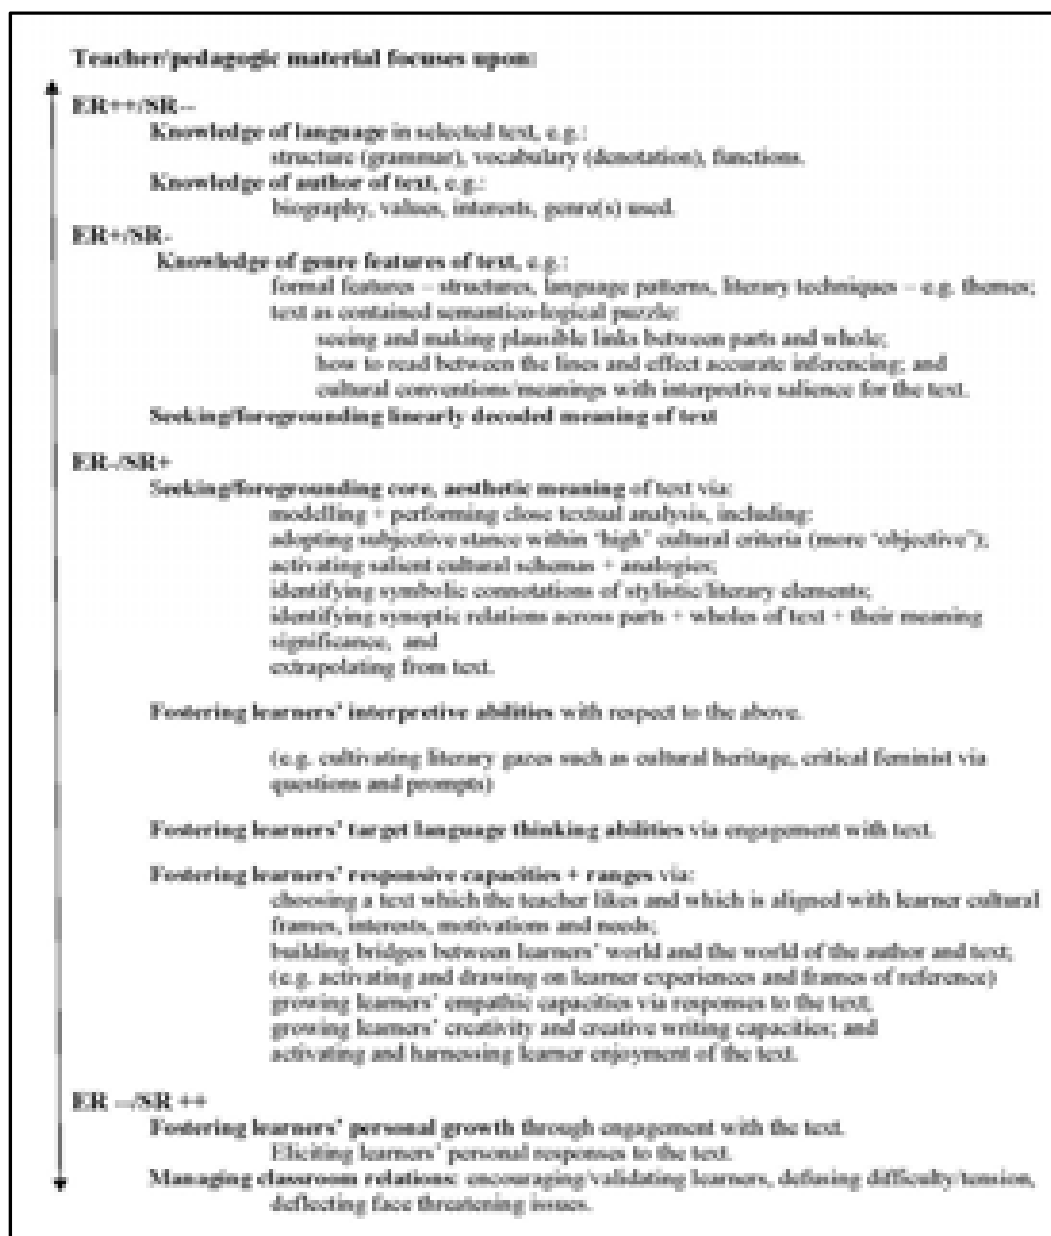 Teacher/pedagogic material focuses upon:
ER++/SR--
Knowledge of language in selected text, e.g.:
structure (grammar), vocabulary (denotation), functions.
Knowledge of author of text, e.g.:
biography, values, interests, genre(s) used.
ER+/SR-
Knowledge of genre features of text, e.g.:
formal features – structures, language patterns, literary techniques – e.g. themes;
text as contained semantico-logical puzzle:
seeing and making plausible links between parts and whole;
how to read between the lines and effect accurate inferencing; and
cultural conventions/meanings with interpretive salience for the text.
Seeking/foregrounding linearly decoded meaning of text
ER-/SR+
Seeking/foregrounding core, aesthetic meaning of text via:
modelling + performing close textual analysis, including:
adopting subjective stance within 'high' cultural criteria (more 'objective');
activating salient cultural schemas + analogies;
identifying symbolic connotations of stylistic/literary elements;
identifying synoptic relations across parts + wholes of text + their meaning
significance, and
extrapolating from text.
Fostering learners' interpretive abilities with respect to the above.
(e.g. cultivating literary gazes such as cultural heritage, critical feminist via
questions and prompts)
Fostering learners' target language thinking abilities via engagement with text.
Fostering learners' responsive capacities + ranges via:
choosing a text which the teacher likes and which is aligned with learner cultural
frames, interests, motivations and needs;
building bridges between learners' world and the world of the author and text;
(e.g. activating and drawing on learner experiences and frames of reference)
growing learners' empathic capacities via responses to the text;
growing learners' creativity and creative writing capacities; and
activating and harnessing learner enjoyment of the text.
ER --/SR ++
Fostering learners' personal growth through engagement with the text.
Eliciting learners' personal responses to the text.
Managing classroom relations: encouraging/validating learners, defusing difficulty/tension,
deflecting face threatening issues.